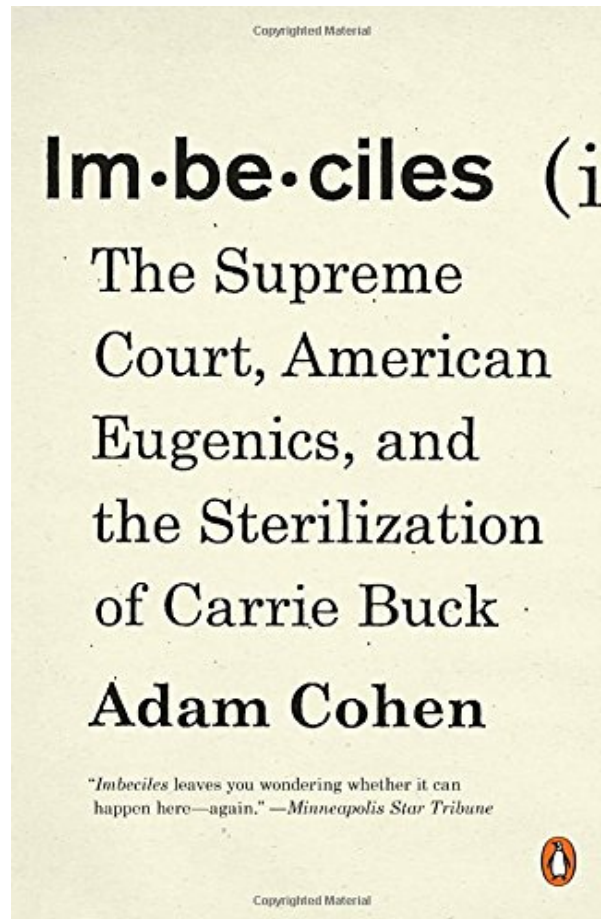 Copyrighted Material
Im·be·ciles (i
The Supreme
Court, American
Eugenics, and
the Sterilization
of Carrie Buck
Adam Cohen
“Imbeciles leaves you wondering whether it can
happen here—again.” —Minneapolis Star Tribune
Copyrighted Material